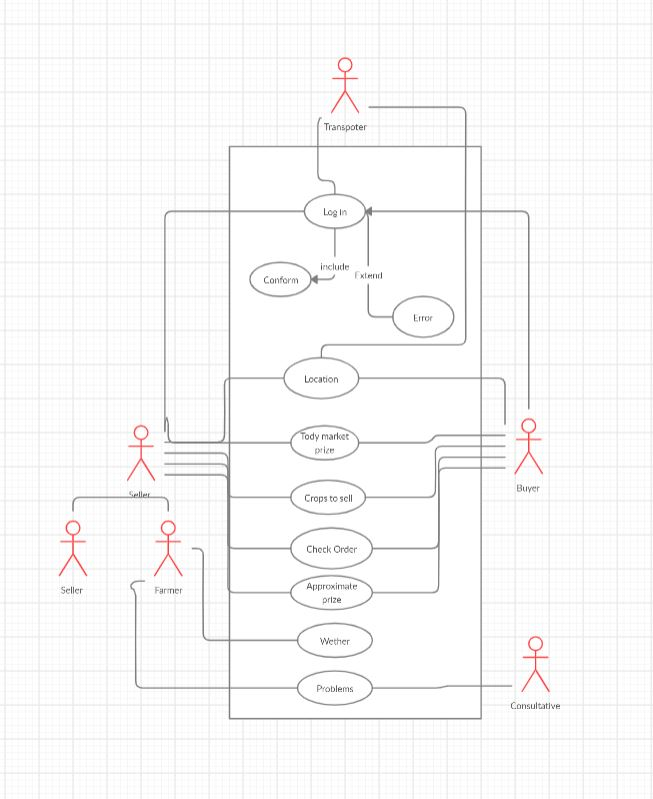 Transpoter
Log in
include
Extend
Conform
Error
Location
Tody market
prize
Seller
Buyer
Crops to sell
Check Order
Seller
Farmer
Approximate
prize
Wether
Problems
Consultative